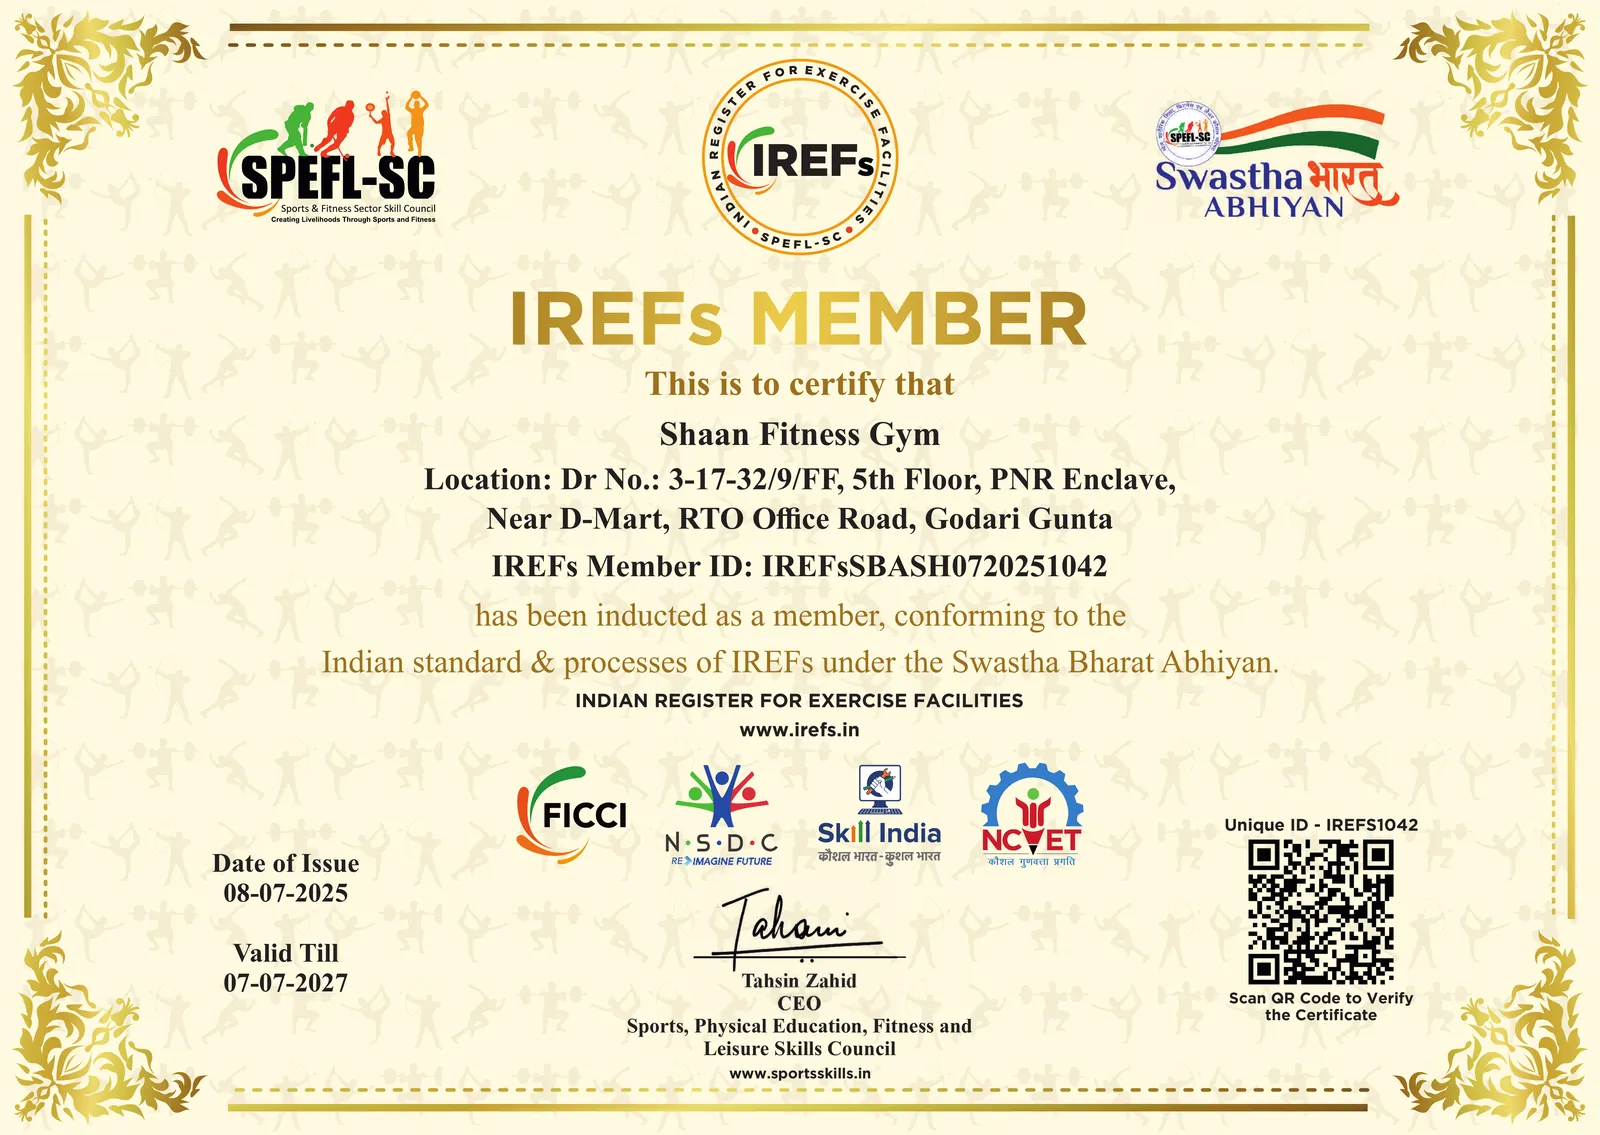 SPEFL-SC
Sports & Fitness Sector Skill Council
Creating Livelihoods Through Sports and Fitness
INDIAN REGISTER FOR EXERCISE FACILITIES
IREFs
SPEFL-SC
SPEFL-SC
Swastha भारत
ABHIYAN
IREFs MEMBER
This is to certify that
Shaan Fitness Gym
Location: Dr No.: 3-17-32/9/FF, 5th Floor, PNR Enclave,
Near D-Mart, RTO Office Road, Godari Gunta
IREFs Member ID: IREFsSBASH0720251042
has been inducted as a member, conforming to the
Indian standard & processes of IREFs under the Swastha Bharat Abhiyan.
INDIAN REGISTER FOR EXERCISE FACILITIES
www.irefs.in
FICCI
N·S·D·C
RE IMAGINE FUTURE
Skill India
कौशल भारत-कुशल भारत
NCVET
कौशल गुणवत्ता प्रगति
Date of Issue
08-07-2025
Valid Till
07-07-2027
Tahsin Zahid
CEO
Sports, Physical Education, Fitness and
Leisure Skills Council
www.sportsskills.in
Unique ID - IREFS1042
Scan QR Code to Verify
the Certificate